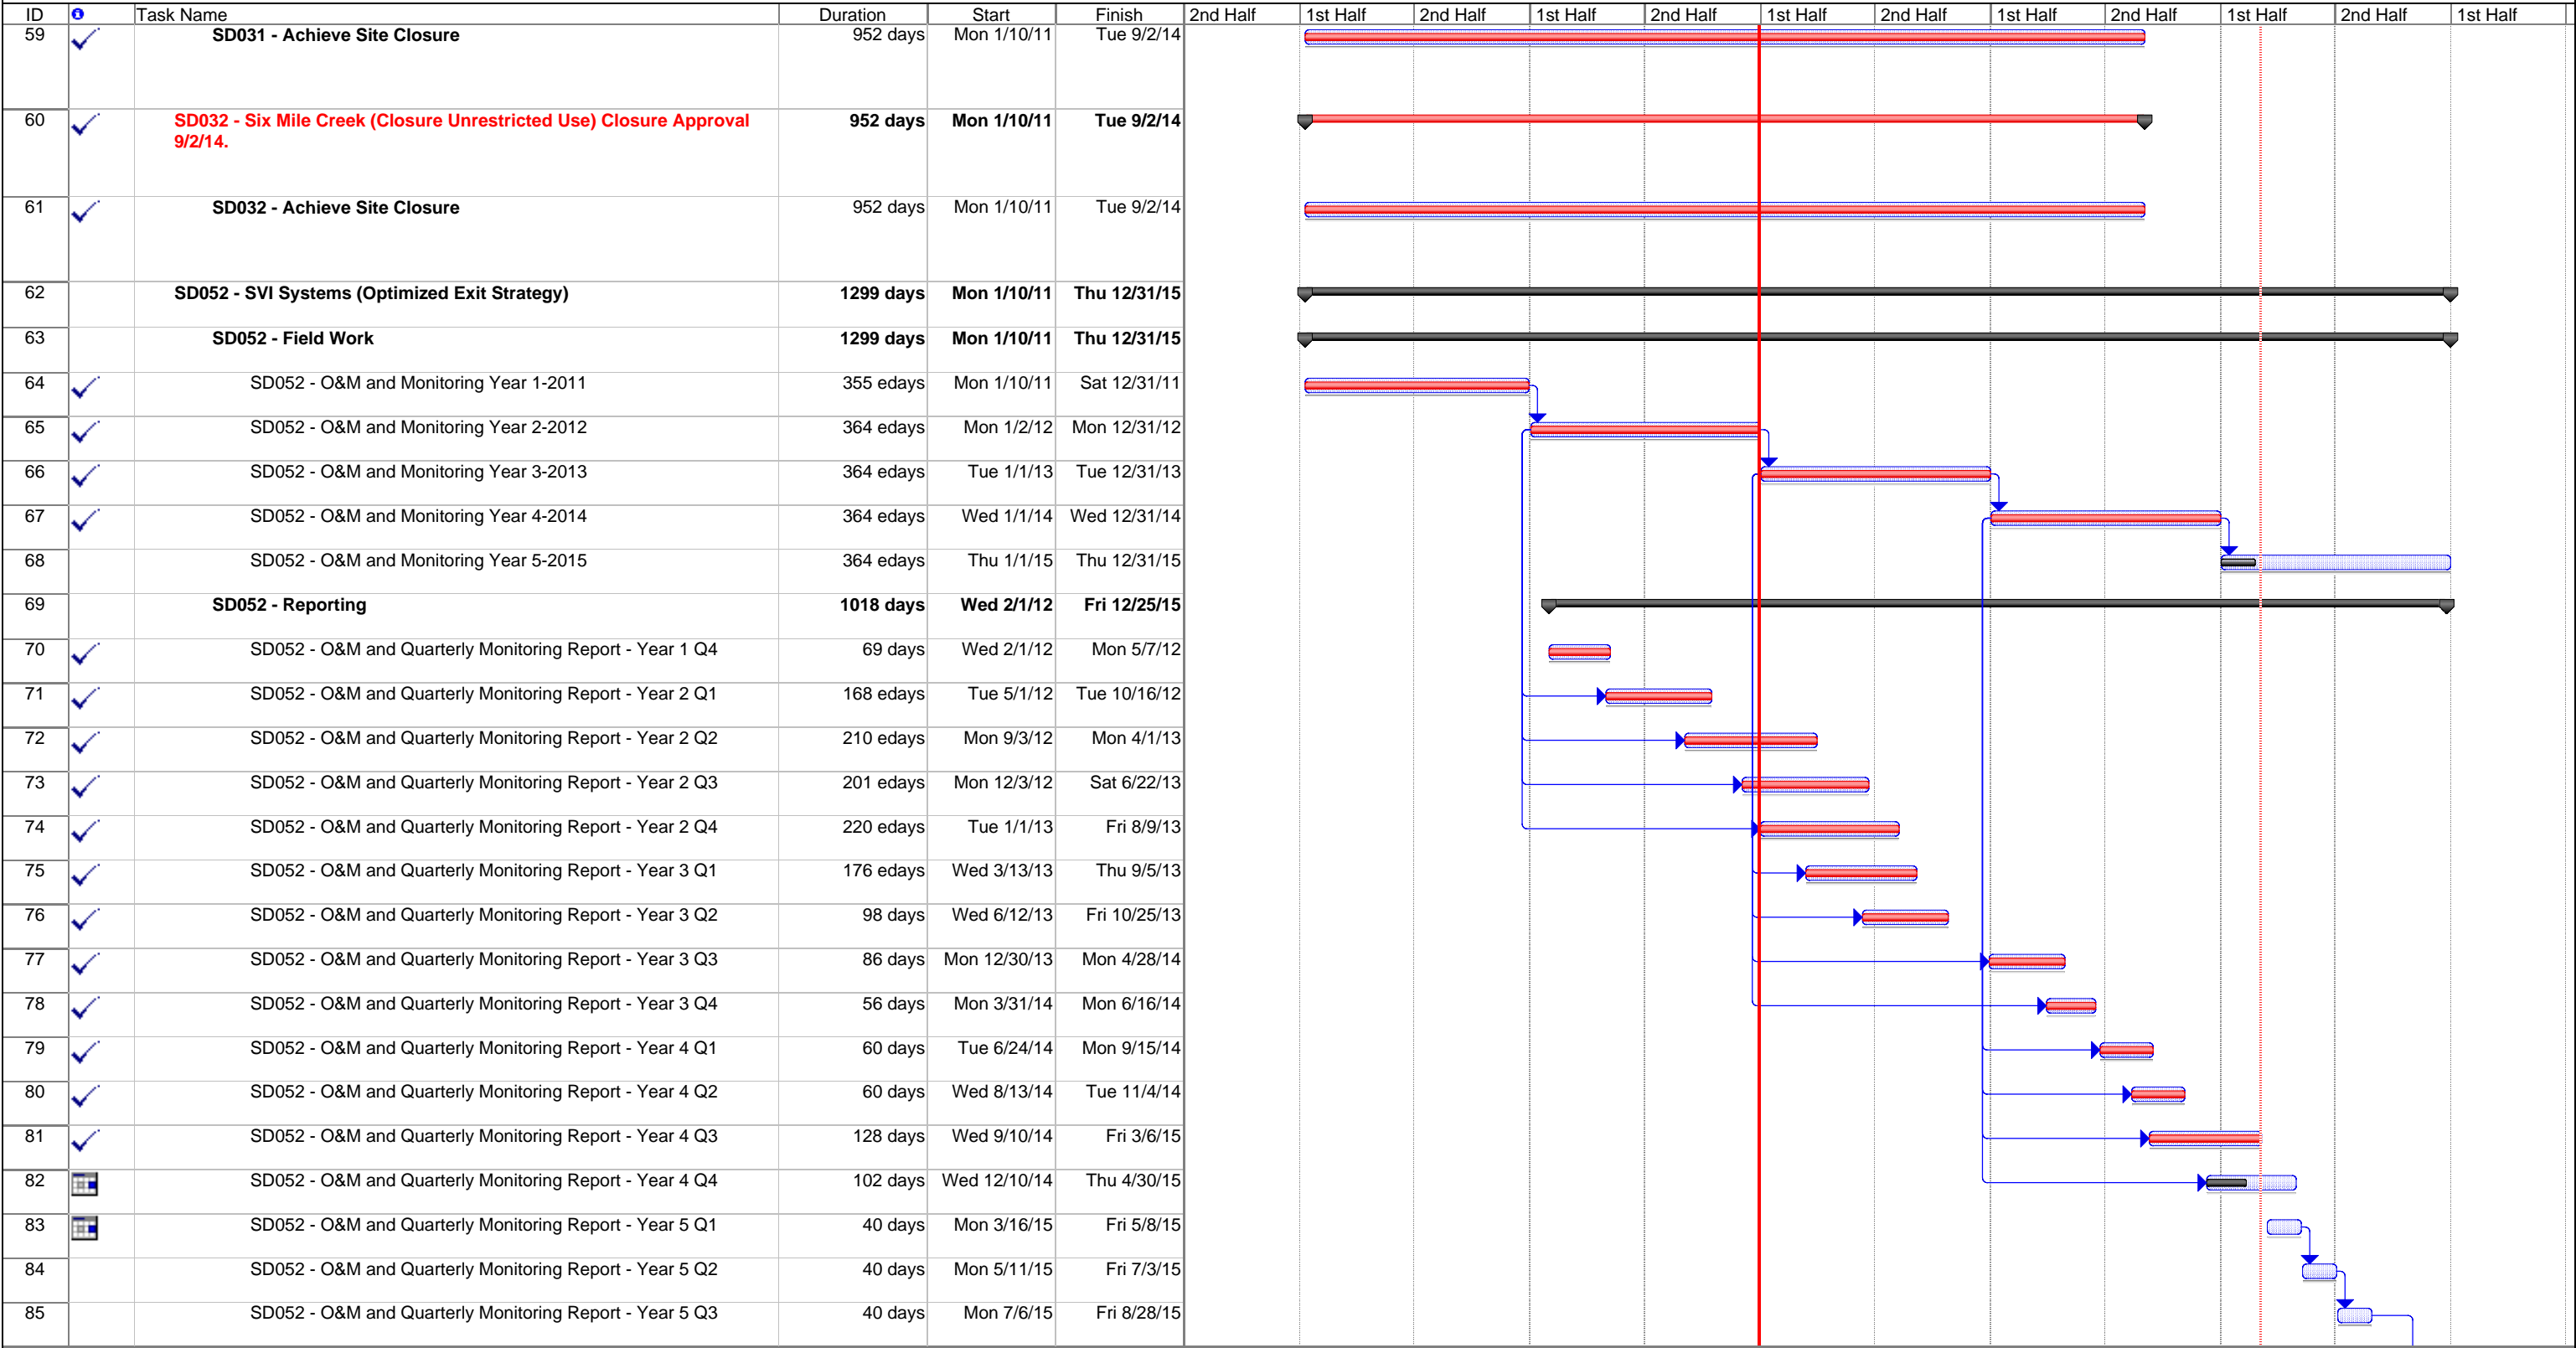 ID Task Name Duration Start Finish 2nd Half 1st Half 2nd Half 1st Half 2nd Half 1st Half 2nd Half 1st Half 2nd Half 1st Half 2nd Half 1st Half
59 SD031 - Achieve Site Closure 952 days Mon 1/10/11 Tue 9/2/14
60 SD032 - Six Mile Creek (Closure Unrestricted Use) Closure Approval 952 days Mon 1/10/11 Tue 9/2/14
9/2/14.
61 SD032 - Achieve Site Closure 952 days Mon 1/10/11 Tue 9/2/14
62 SD052 - SVI Systems (Optimized Exit Strategy) 1299 days Mon 1/10/11 Thu 12/31/15
63 SD052 - Field Work 1299 days Mon 1/10/11 Thu 12/31/15
64 SD052 - O&M and Monitoring Year 1-2011 355 edays Mon 1/10/11 Sat 12/31/11
65 SD052 - O&M and Monitoring Year 2-2012 364 edays Mon 1/2/12 Mon 12/31/12
66 SD052 - O&M and Monitoring Year 3-2013 364 edays Tue 1/1/13 Tue 12/31/13
67 SD052 - O&M and Monitoring Year 4-2014 364 edays Wed 1/1/14 Wed 12/31/14
68 SD052 - O&M and Monitoring Year 5-2015 364 edays Thu 1/1/15 Thu 12/31/15
69 SD052 - Reporting 1018 days Wed 2/1/12 Fri 12/25/15
70 SD052 - O&M and Quarterly Monitoring Report - Year 1 Q4 69 days Wed 2/1/12 Mon 5/7/12
71 SD052 - O&M and Quarterly Monitoring Report - Year 2 Q1 168 edays Tue 5/1/12 Tue 10/16/12
72 SD052 - O&M and Quarterly Monitoring Report - Year 2 Q2 210 edays Mon 9/3/12 Mon 4/1/13
73 SD052 - O&M and Quarterly Monitoring Report - Year 2 Q3 201 edays Mon 12/3/12 Sat 6/22/13
74 SD052 - O&M and Quarterly Monitoring Report - Year 2 Q4 220 edays Tue 1/1/13 Fri 8/9/13
75 SD052 - O&M and Quarterly Monitoring Report - Year 3 Q1 176 edays Wed 3/13/13 Thu 9/5/13
76 SD052 - O&M and Quarterly Monitoring Report - Year 3 Q2 98 days Wed 6/12/13 Fri 10/25/13
77 SD052 - O&M and Quarterly Monitoring Report - Year 3 Q3 86 days Mon 12/30/13 Mon 4/28/14
78 SD052 - O&M and Quarterly Monitoring Report - Year 3 Q4 56 days Mon 3/31/14 Mon 6/16/14
79 SD052 - O&M and Quarterly Monitoring Report - Year 4 Q1 60 days Tue 6/24/14 Mon 9/15/14
80 SD052 - O&M and Quarterly Monitoring Report - Year 4 Q2 60 days Wed 8/13/14 Tue 11/4/14
81 SD052 - O&M and Quarterly Monitoring Report - Year 4 Q3 128 days Wed 9/10/14 Fri 3/6/15
82 SD052 - O&M and Quarterly Monitoring Report - Year 4 Q4 102 days Wed 12/10/14 Thu 4/30/15
83 SD052 - O&M and Quarterly Monitoring Report - Year 5 Q1 40 days Mon 3/16/15 Fri 5/8/15
84 SD052 - O&M and Quarterly Monitoring Report - Year 5 Q2 40 days Mon 5/11/15 Fri 7/3/15
85 SD052 - O&M and Quarterly Monitoring Report - Year 5 Q3 40 days Mon 7/6/15 Fri 8/28/15